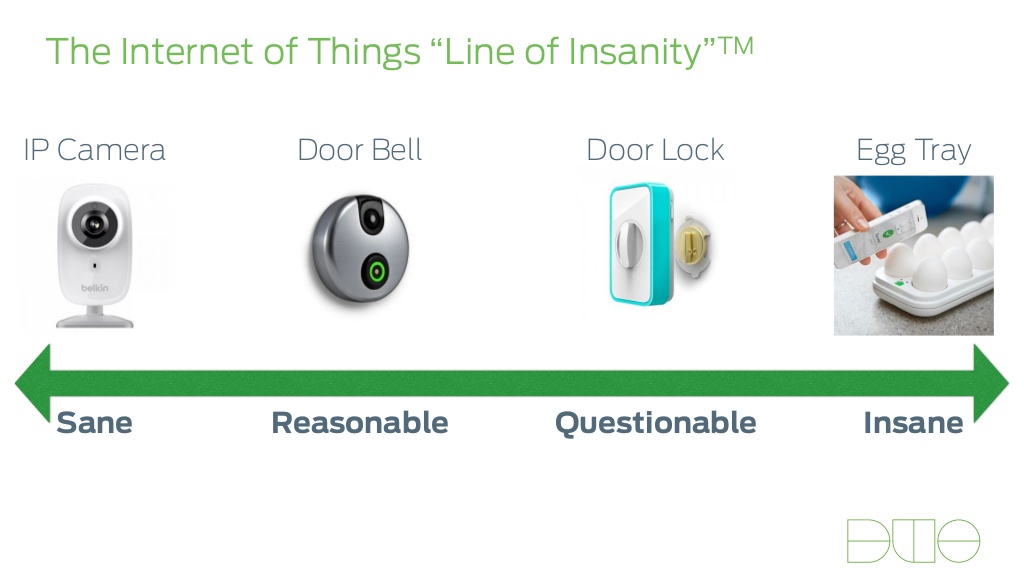 The Internet of Things “Line of Insanity”™
IP Camera
Door Bell
Door Lock
Egg Tray
belkin
Sane
Reasonable
Questionable
Insane
DUO